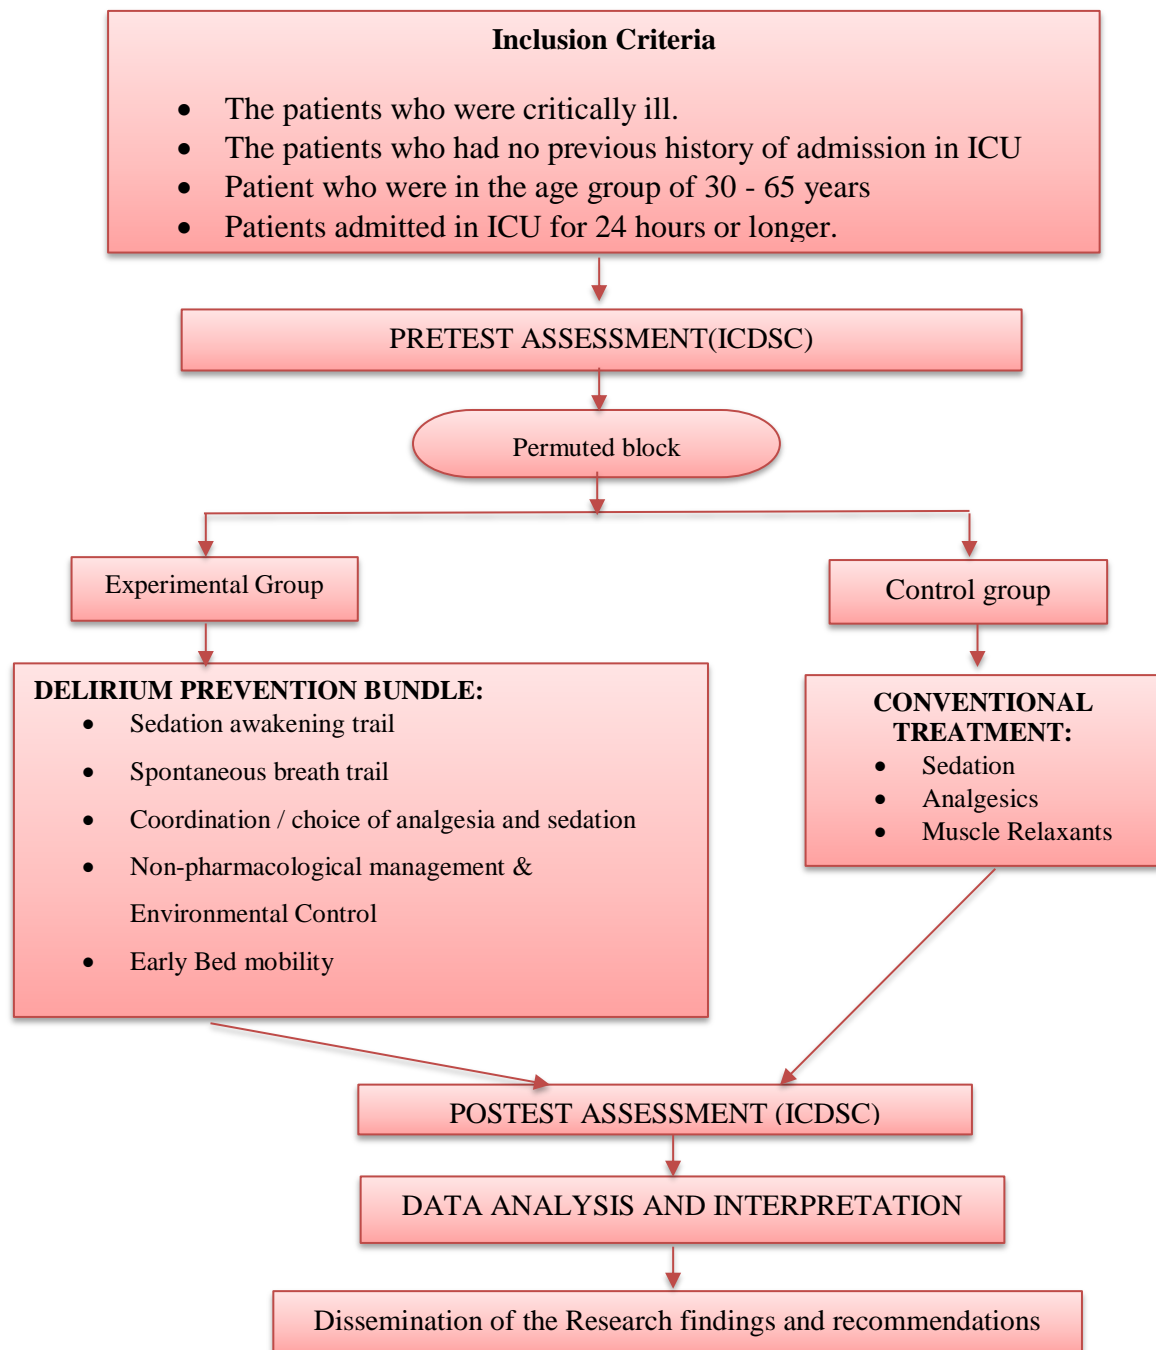 Inclusion Criteria
• The patients who were critically ill.
• The patients who had no previous history of admission in ICU
• Patient who were in the age group of 30 - 65 years
• Patients admitted in ICU for 24 hours or longer.
PRETEST ASSESSMENT(ICDSC)
Permuted block
Experimental Group
Control group
DELIRIUM PREVENTION BUNDLE:
• Sedation awakening trail
• Spontaneous breath trail
• Coordination / choice of analgesia and sedation
• Non-pharmacological management &
Environmental Control
• Early Bed mobility
CONVENTIONAL
TREATMENT:
• Sedation
• Analgesics
• Muscle Relaxants
POSTEST ASSESSMENT (ICDSC)
DATA ANALYSIS AND INTERPRETATION
Dissemination of the Research findings and recommendations